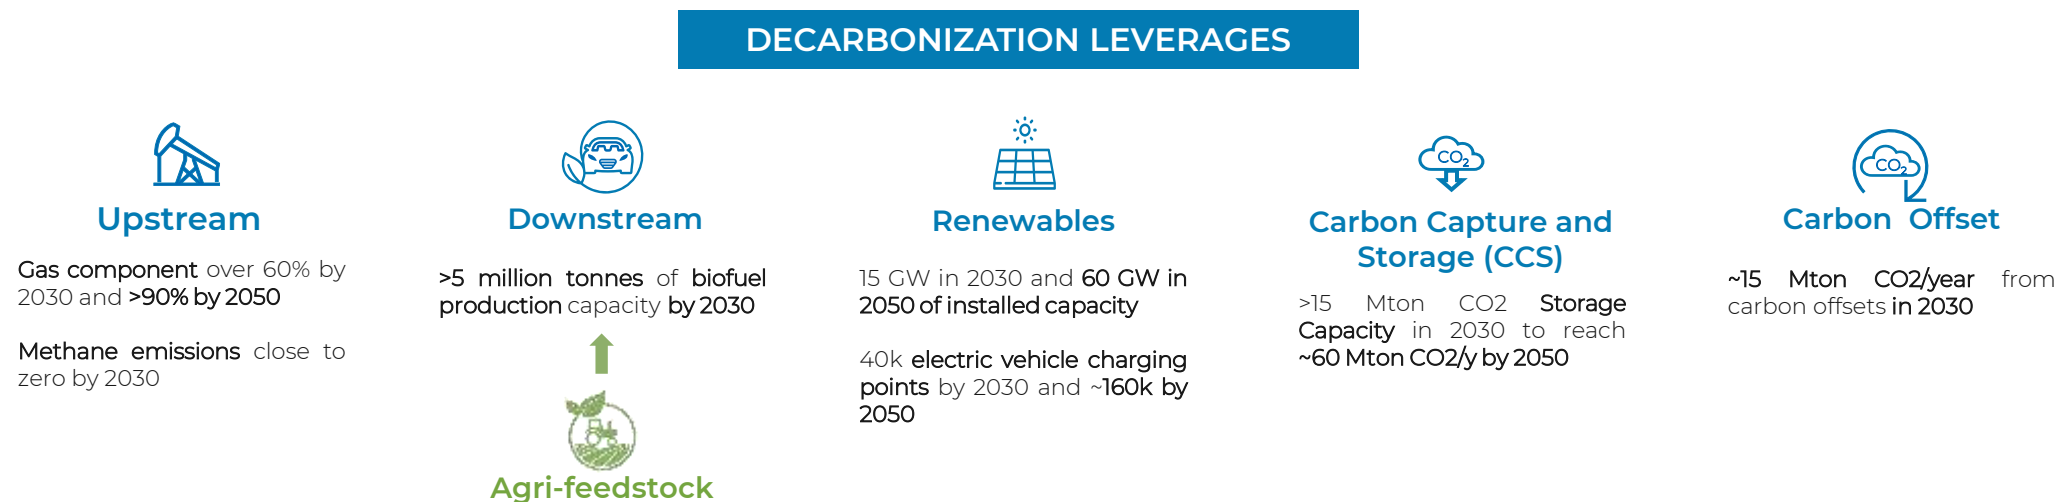 DECARBONIZATION LEVERAGES
Upstream
Gas component over 60% by
2030 and >90% by 2050
Methane emissions close to
zero by 2030
Downstream
>5 million tonnes of biofuel
production capacity by 2030
Agri-feedstock
Renewables
15 GW in 2030 and 60 GW in
2050 of installed capacity
40k electric vehicle charging
points by 2030 and ~160k by
2050
CO2
Carbon Capture and
Storage (CCS)
>15 Mton CO2 Storage
Capacity in 2030 to reach
~60 Mton CO2/y by 2050
CO2
Carbon Offset
~15 Mton CO2/year from
carbon offsets in 2030